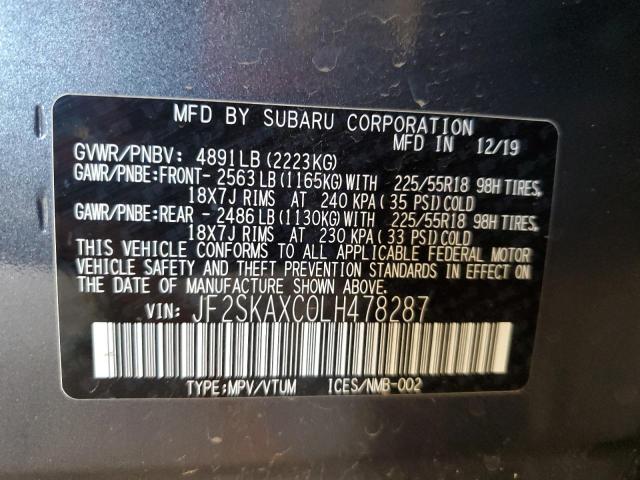 MFD BY SUBARU CORPORATION
MFD IN 12/19
GVWR/PNBV: 4891LB (2223KG)
GAWR/PNBE:FRONT- 2563LB (1165KG)WITH 225/55R18 98H TIRES,
18X7J RIMS AT 240 KPA (35 PSI)COLD
GAWR/PNBE:REAR - 2486LB (1130KG)WITH 225/55R18 98H TIRES,
18X7J RIMS AT 230 KPA (33 PSI)COLD
THIS VEHICLE CONFORMS TO ALL APPLICABLE FEDERAL MOTOR
VEHICLE SAFETY AND THEFT PREVENTION STANDARDS IN EFFECT ON
THE DATE OF MANUFACTURE SHOWN ABOVE.
VIN: JF2SKAXC0LH478287
TYPE:MPV/VTUM ICES/NMB-002